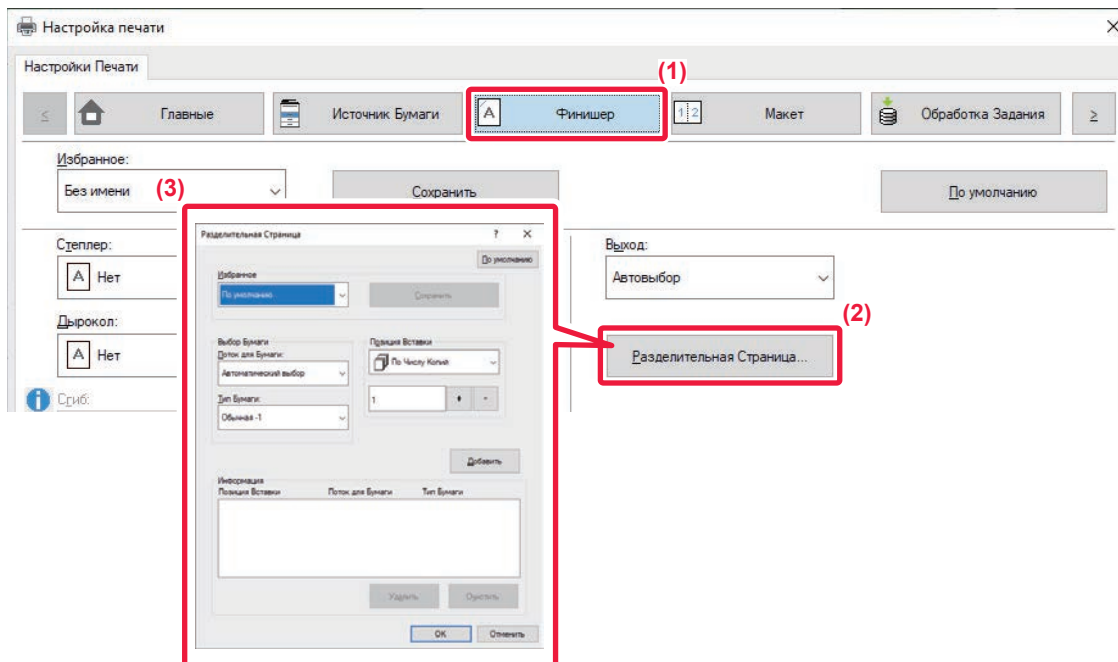 Настройка печати
Настройки Печати
(1)
≤ Главные Источник Бумаги Финишер Макет Обработка Задания ≥
Избранное:
Без имени Сохранить По умолчанию
(3)
Степлер:
A Нет
Дырокол:
A Нет
Сгиб:
Выход:
Автовыбор
(2)
Разделительная Страница...
Разделительная Страница ? ×
По умолчанию
Избранное
По умолчанию Сохранить
Выбор Бумаги
Лоток для Бумаги:
Автоматический выбор
Тип Бумаги:
Обычная -1
Позиция Вставки
По Числу Копий
1 + -
Добавить
Информация
Позиция Вставки Лоток для Бумаги Тип Бумаги
Удалить Очистить
OK Отменить